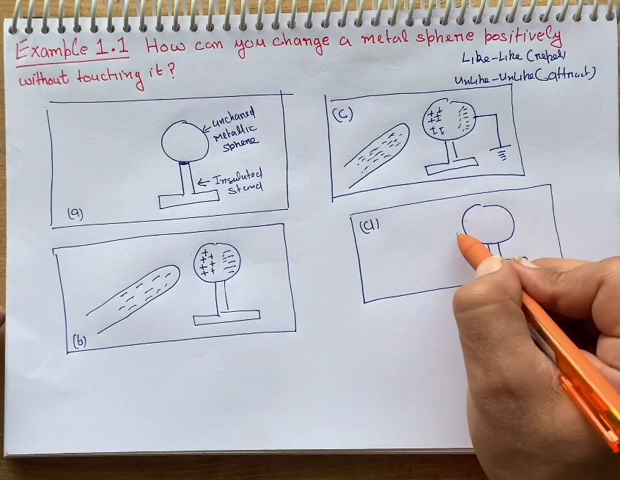 Example 1.1 How can you change a metal sphere positively
without touching it?
Like-Like (repel)
Unlike-Unlike (attract)
uncharged
metallic
sphere
Insulated
stand
(a)
(b)
(c)
(d)